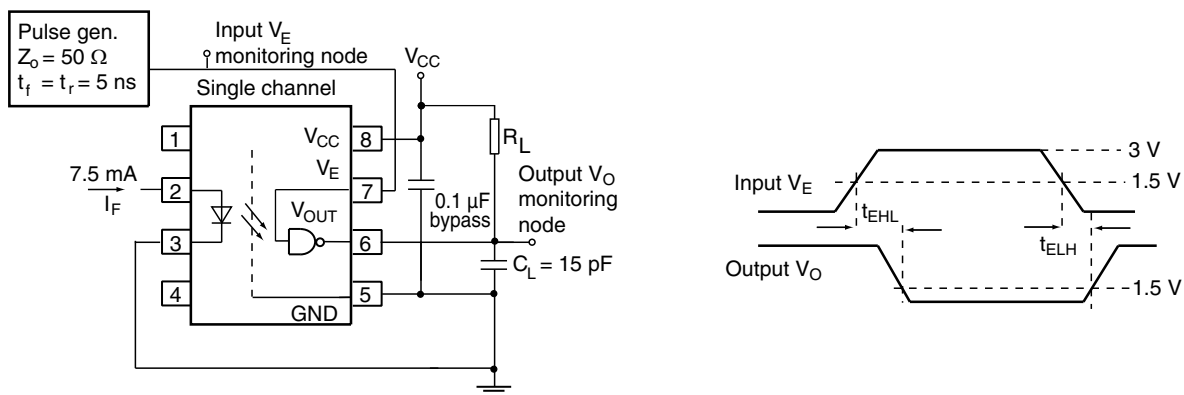 Pulse gen.
Z_o = 50 Ω
t_f = t_r = 5 ns
Input V_E
monitoring node
V_CC
Single channel
1
V_CC
8
R_L
7.5 mA
I_F
2
V_E
7
0.1 μF
bypass
Output V_O
monitoring
node
V_OUT
3
6
C_L = 15 pF
4
5
GND
3 V
Input V_E
1.5 V
t_EHL
t_ELH
Output V_O
1.5 V